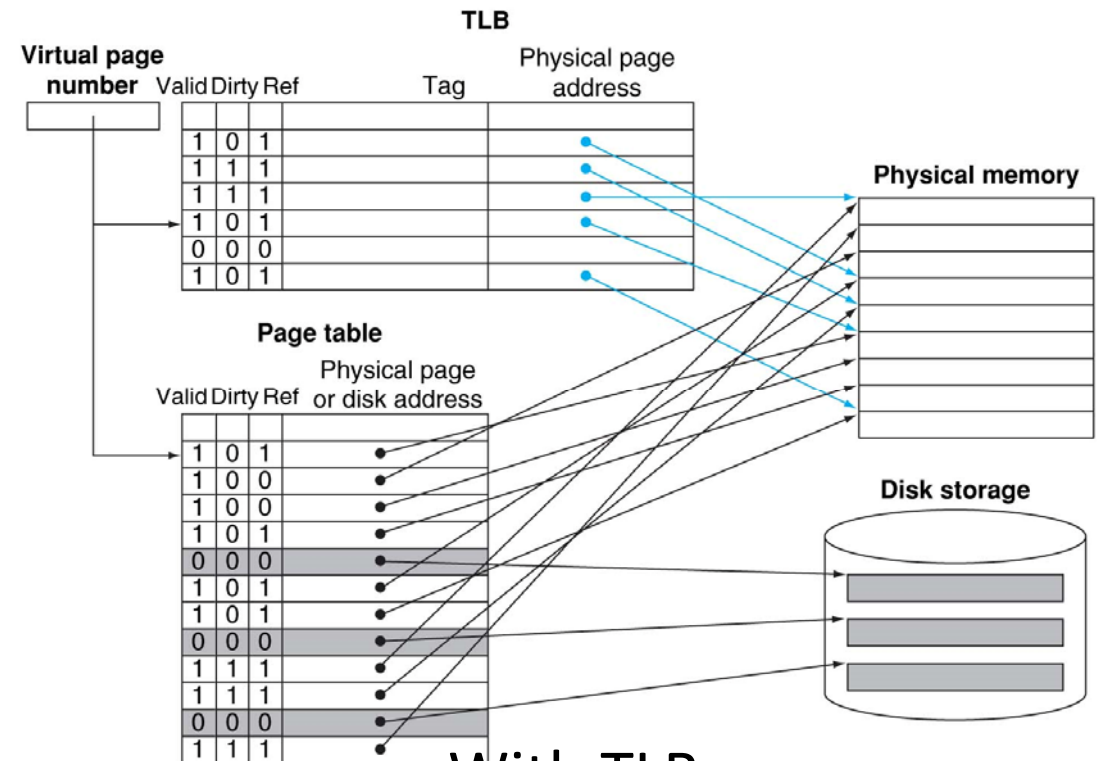 TLB
Virtual page
number
Valid Dirty Ref
Tag
Physical page
address
1 0 1
1 1 1
1 1 1
1 0 1
0 0 0
1 0 1
Physical memory
Page table
Physical page
or disk address
Valid Dirty Ref
1 0 1
1 0 0
1 0 0
1 0 1
0 0 0
1 0 1
1 0 1
0 0 0
1 1 1
1 1 1
0 0 0
1 1 1
Disk storage
With TLB